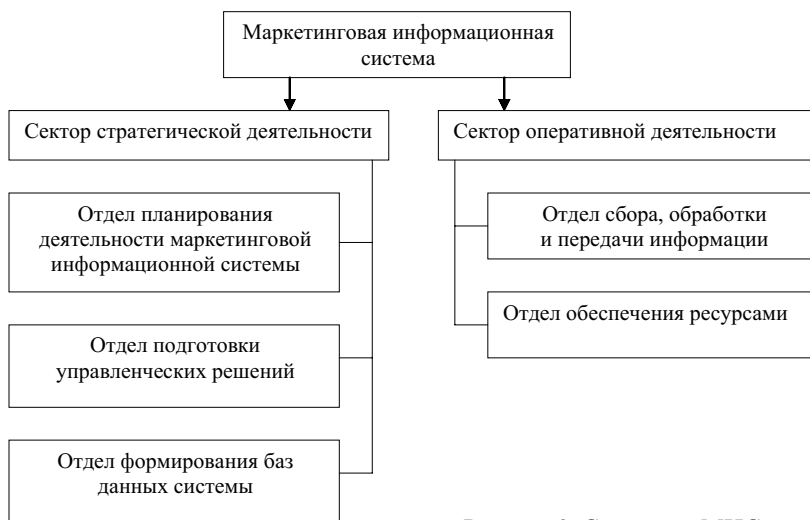 Маркетинговая информационная
система
Сектор стратегической деятельности
Сектор оперативной деятельности
Отдел планирования
деятельности маркетинговой
информационной системы
Отдел сбора, обработки
и передачи информации
Отдел обеспечения ресурсами
Отдел подготовки
управленческих решений
Отдел формирования баз
данных системы